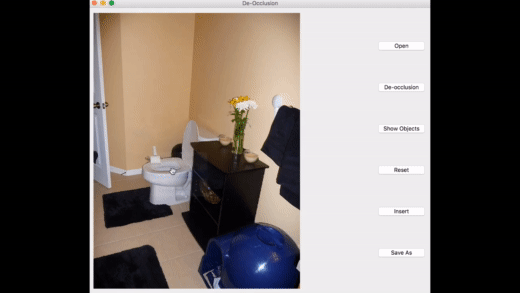 De-Occlusion
Open
De-occlusion
Show Objects
Reset
Insert
Save As